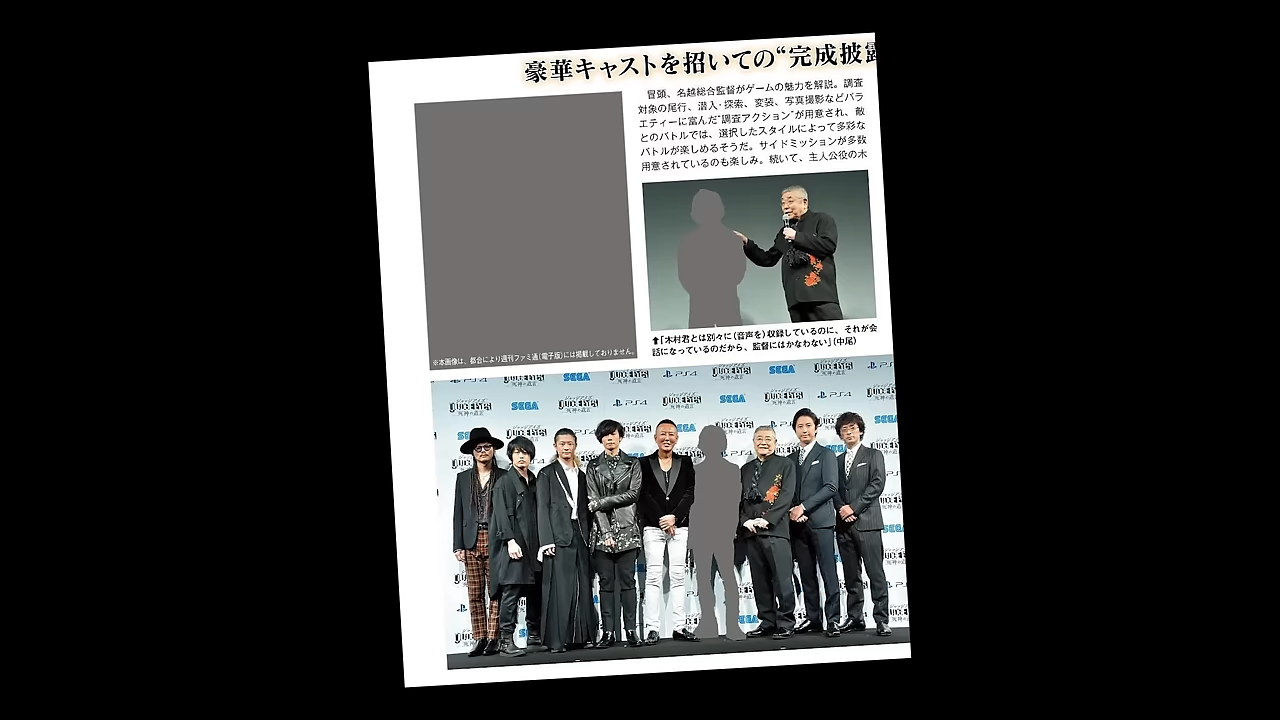 豪華キャストを招いての“完成披露
冒頭、名越総合監督がゲームの魅力を解説。調査
対象の尾行、潜入・探索、変装、写真撮影などバラ
エティーに富んだ“調査アクション”が用意され、敵
とのバトルでは、選択したスタイルによって多彩な
バトルが楽しめるそうだ。サイドミッションが多数
用意されているのも楽しみ。続いて、主人公役の木
※本画像は、都合により週刊ファミ通(電子版)には掲載しておりません。
⬆「木村君とは別々に(音声を)収録しているのに、それが会
話になっているのだから、監督にはかなわない」(中尾)
SEGA
JUDGE EYES
死神の遺言
PS4